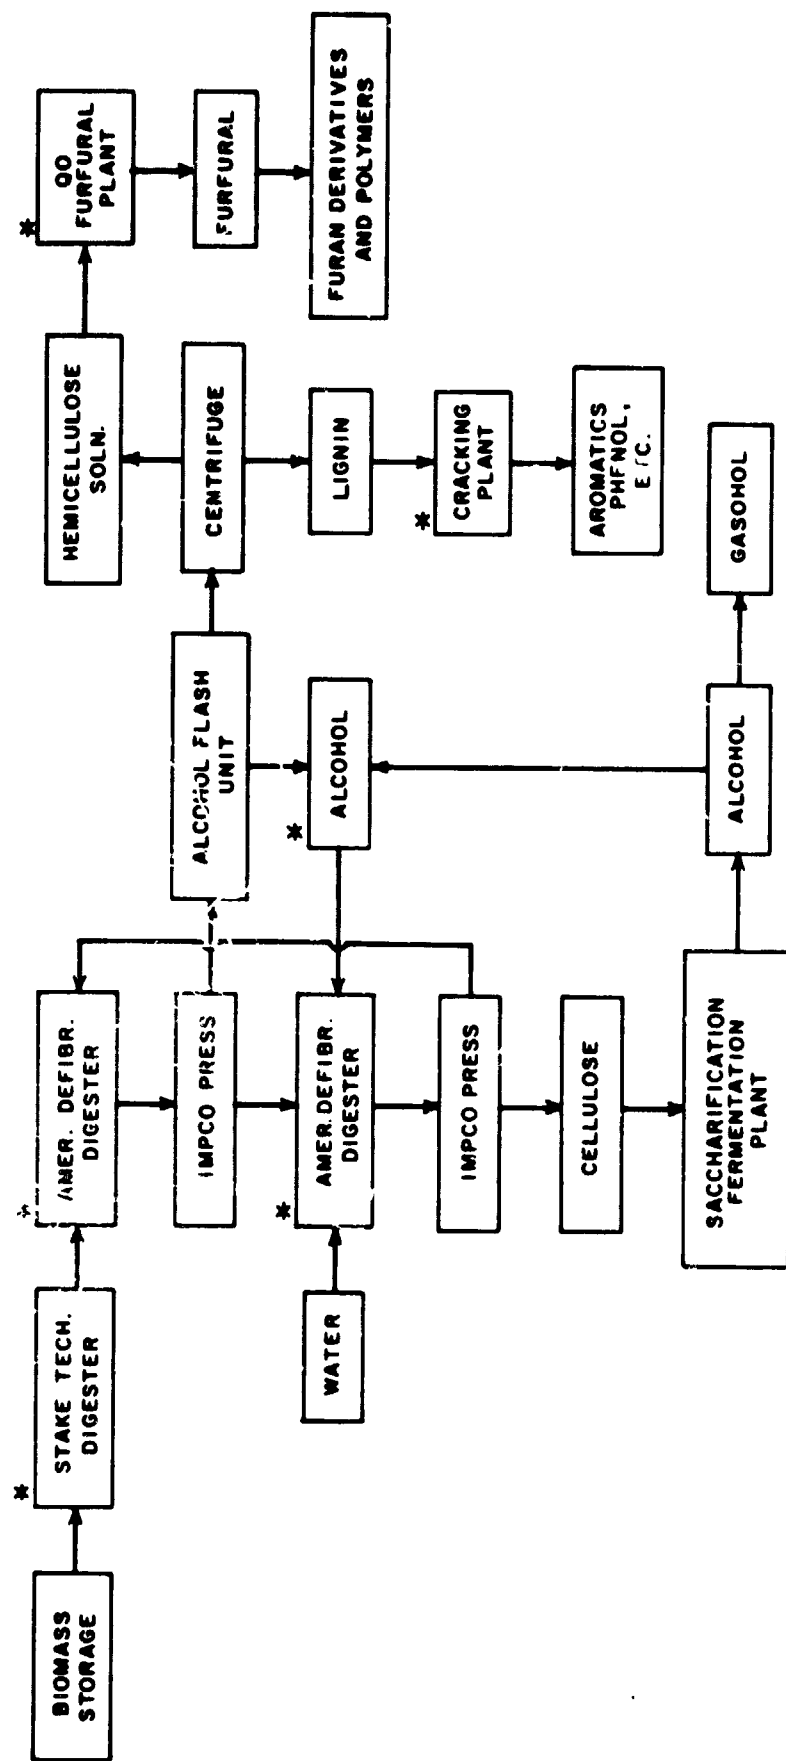 BIOMASS
STORAGE
*
STAKE TECH.
DIGESTER
*
AMER. DEFIBR.
DIGESTER
IMPCO PRESS
WATER
*
AMER. DEFIBR.
DIGESTER
IMPCO PRESS
CELLULOSE
SACCHARIFICATION
FERMENTATION
PLANT
ALCOHOL FLASH
UNIT
*
ALCOHOL
ALCOHOL
GASOHOL
HEMICELLULOSE
SOLN.
CENTRIFUGE
LIGNIN
*
CRACKING
PLANT
AROMATICS
PHENOL,
ETC.
*
QO
FURFURAL
PLANT
FURFURAL
FURAN DERIVATIVES
AND POLYMERS